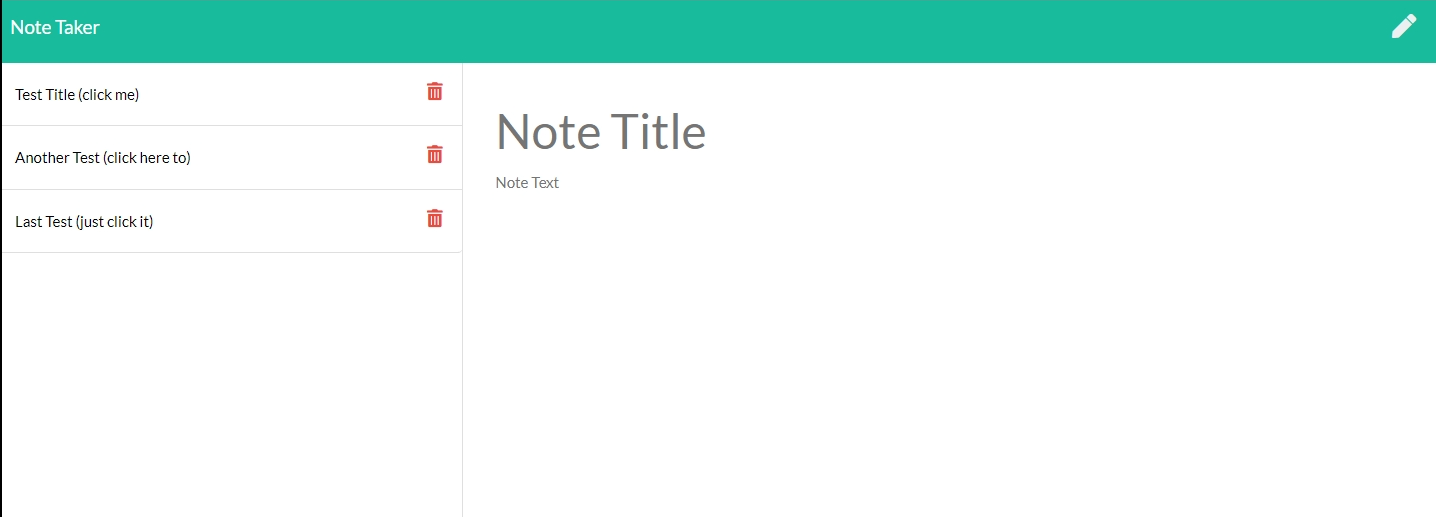 Note Taker
Test Title (click me)
Another Test (click here to)
Last Test (just click it)
Note Title
Note Text